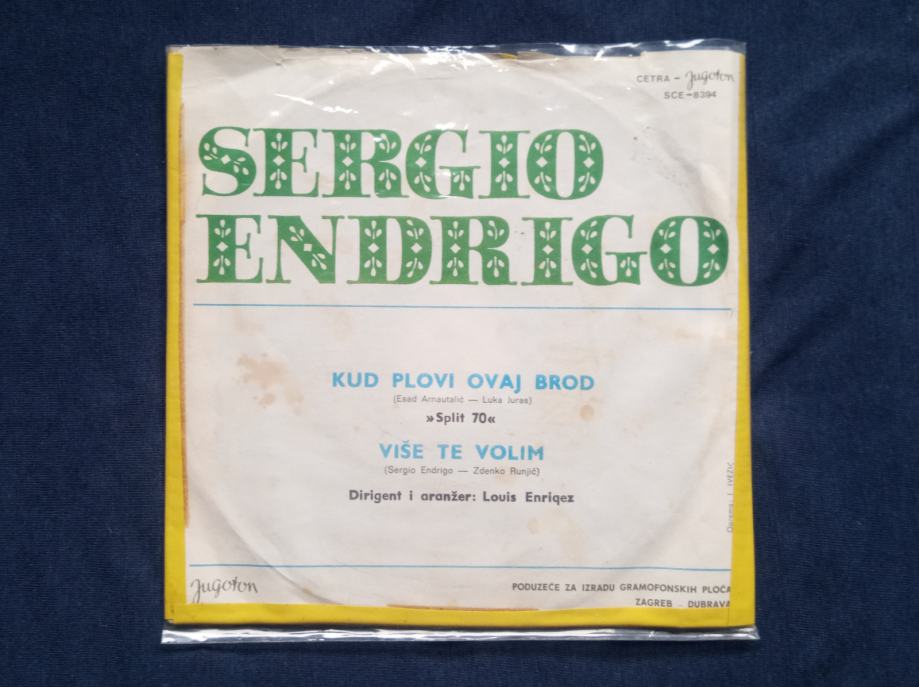 CETRA – Jugoton
SCE–8394
SERGIO
ENDRIGO
KUD PLOVI OVAJ BROD
(Esad Arnautalić — Luka Juras)
»Split 70«
VIŠE TE VOLIM
(Sergio Endrigo — Zdenko Runjić)
Dirigent i aranžer: Louis Enriqez
I. IVEZIĆ
Jugoton
PODUZEĆE ZA IZRADU GRAMOFONSKIH PLOČA
ZAGREB - DUBRAVA